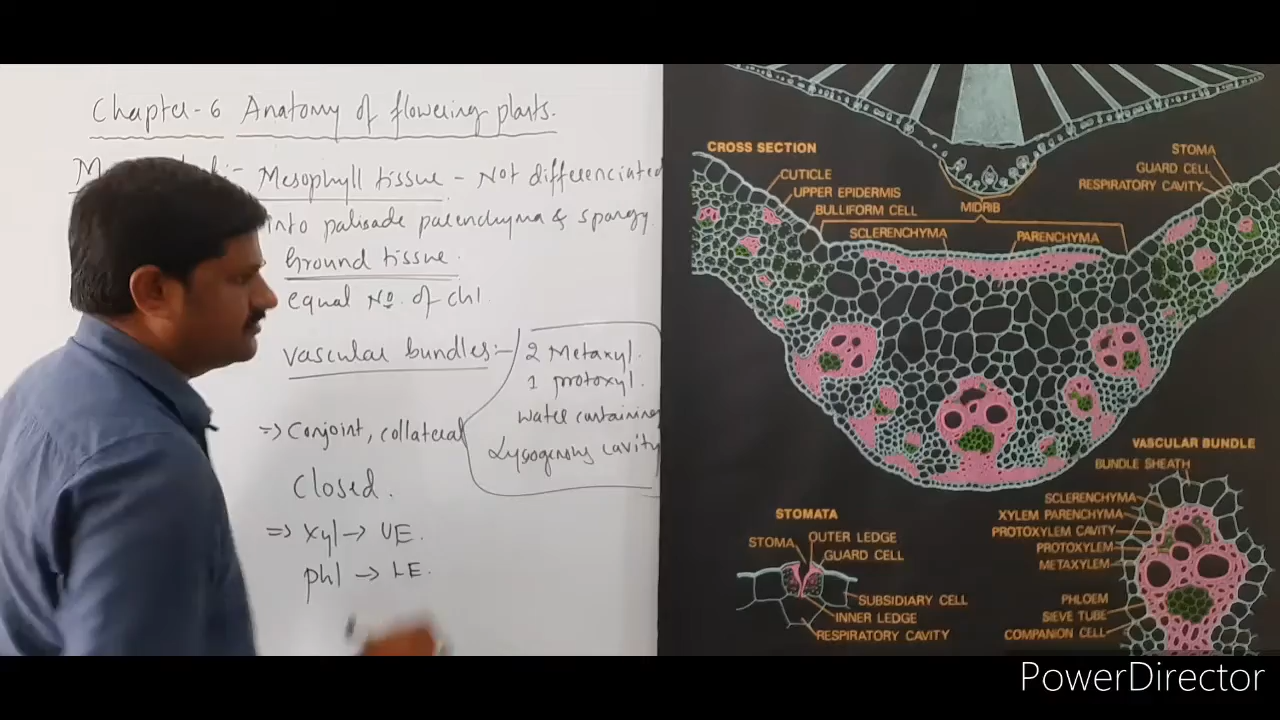 Chapter-6 Anatomy of flowering plants.
Mesophyll tissue - Not differenciated
into palisade parenchyma & spongy.
Ground tissue.
equal No. of chl.
Vascular bundles:-
2 Metaxyl.
1 protoxyl.
water containing
Lysogenous cavity
=> Conjoint, collateral
Closed.
=> xyl -> UE.
phl -> LE.
CROSS SECTION
CUTICLE
UPPER EPIDERMIS
BULLIFORM CELL
MIDRIB
STOMA
GUARD CELL
RESPIRATORY CAVITY
SCLERENCHYMA
PARENCHYMA
STOMATA
STOMA
OUTER LEDGE
GUARD CELL
SUBSIDIARY CELL
INNER LEDGE
RESPIRATORY CAVITY
VASCULAR BUNDLE
BUNDLE SHEATH
SCLERENCHYMA
XYLEM PARENCHYMA
PROTOXYLEM CAVITY
PROTOXYLEM
METAXYLEM
PHLOEM
SIEVE TUBE
COMPANION CELL
PowerDirector